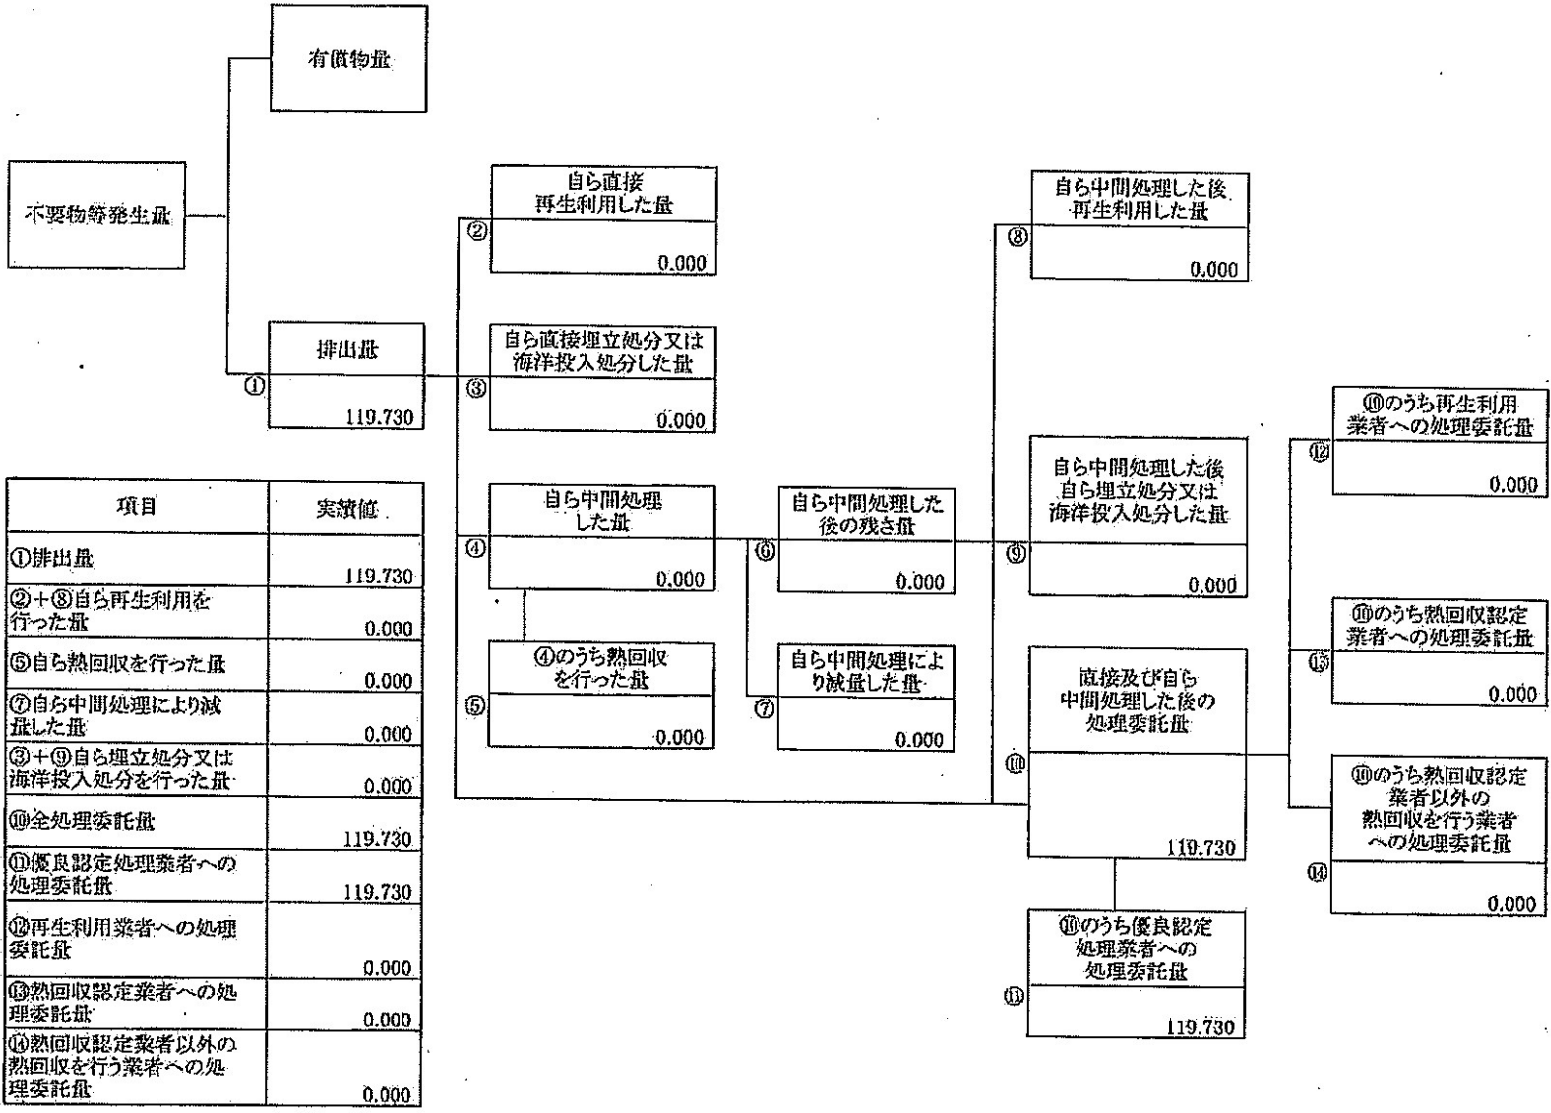 有償物量
不要物等発生量
排出量
①
119.730
自ら直接
再生利用した量
②
0.000
自ら直接埋立処分又は
海洋投入処分した量
③
0.000
自ら中間処理
した量
④
0.000
④のうち熱回収
を行った量
⑤
0.000
自ら中間処理した
後の残さ量
⑥
0.000
自ら中間処理によ
り減量した量
⑦
0.000
自ら中間処理した後
再生利用した量
⑧
0.000
自ら中間処理した後
自ら埋立処分又は
海洋投入処分した量
⑨
0.000
直接及び自ら
中間処理した後の
処理委託量
⑩
119.730
⑩のうち優良認定
処理業者への
処理委託量
⑪
119.730
⑩のうち再生利用
業者への処理委託量
⑫
0.000
⑩のうち熱回収認定
業者への処理委託量
⑬
0.000
⑩のうち熱回収認定
業者以外の
熱回収を行う業者
への処理委託量
⑭
0.000
項目 実績値
①排出量 119.730
②+⑧自ら再生利用を
行った量 0.000
⑤自ら熱回収を行った量 0.000
⑦自ら中間処理により減
量した量 0.000
③+⑨自ら埋立処分又は
海洋投入処分を行った量 0.000
⑩全処理委託量 119.730
⑪優良認定処理業者への
処理委託量 119.730
⑫再生利用業者への処理
委託量 0.000
⑬熱回収認定業者への処
理委託量 0.000
⑭熱回収認定業者以外の
熱回収を行う業者への処
理委託量 0.000